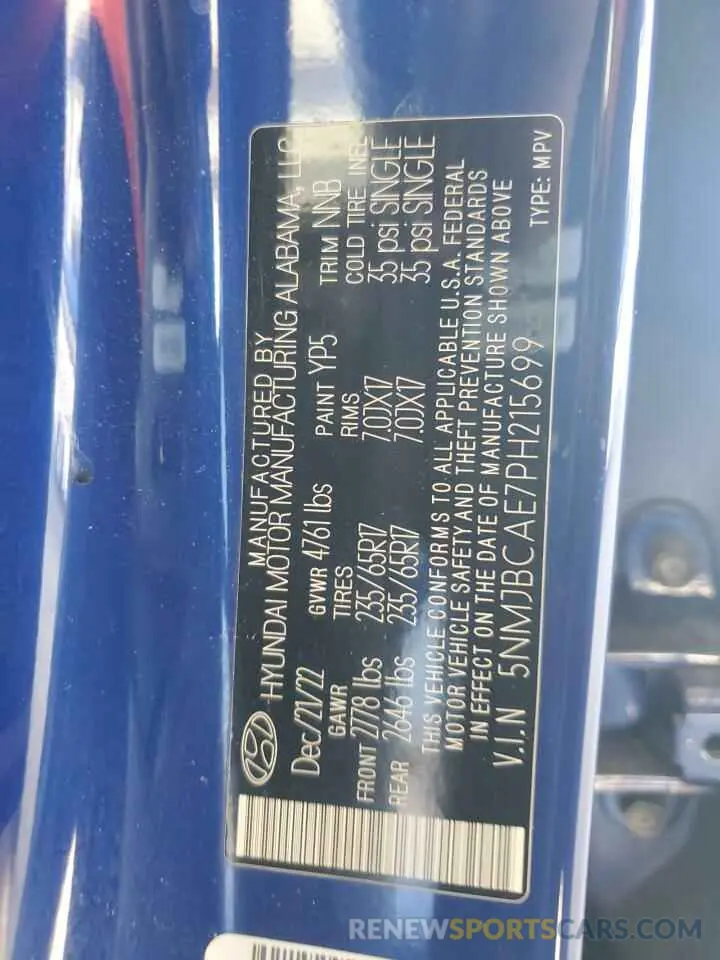 MANUFACTURED BY
HYUNDAI MOTOR MANUFACTURING ALABAMA, LLC
Dec/21/22 GVWR 4761 lbs PAINT YP5 TRIM NNB
GAWR TIRES RIMS COLD TIRE INFL
FRONT 2778 lbs 235/65R17 7.0JX17 35 psi SINGLE
REAR 2646 lbs 235/65R17 7.0JX17 35 psi SINGLE
THIS VEHICLE CONFORMS TO ALL APPLICABLE U.S.A. FEDERAL
MOTOR VEHICLE SAFETY AND THEFT PREVENTION STANDARDS
IN EFFECT ON THE DATE OF MANUFACTURE SHOWN ABOVE
V.I.N 5NMJBCAE7PH215699 TYPE: MPV
RENEWSPORTSCARS.COM